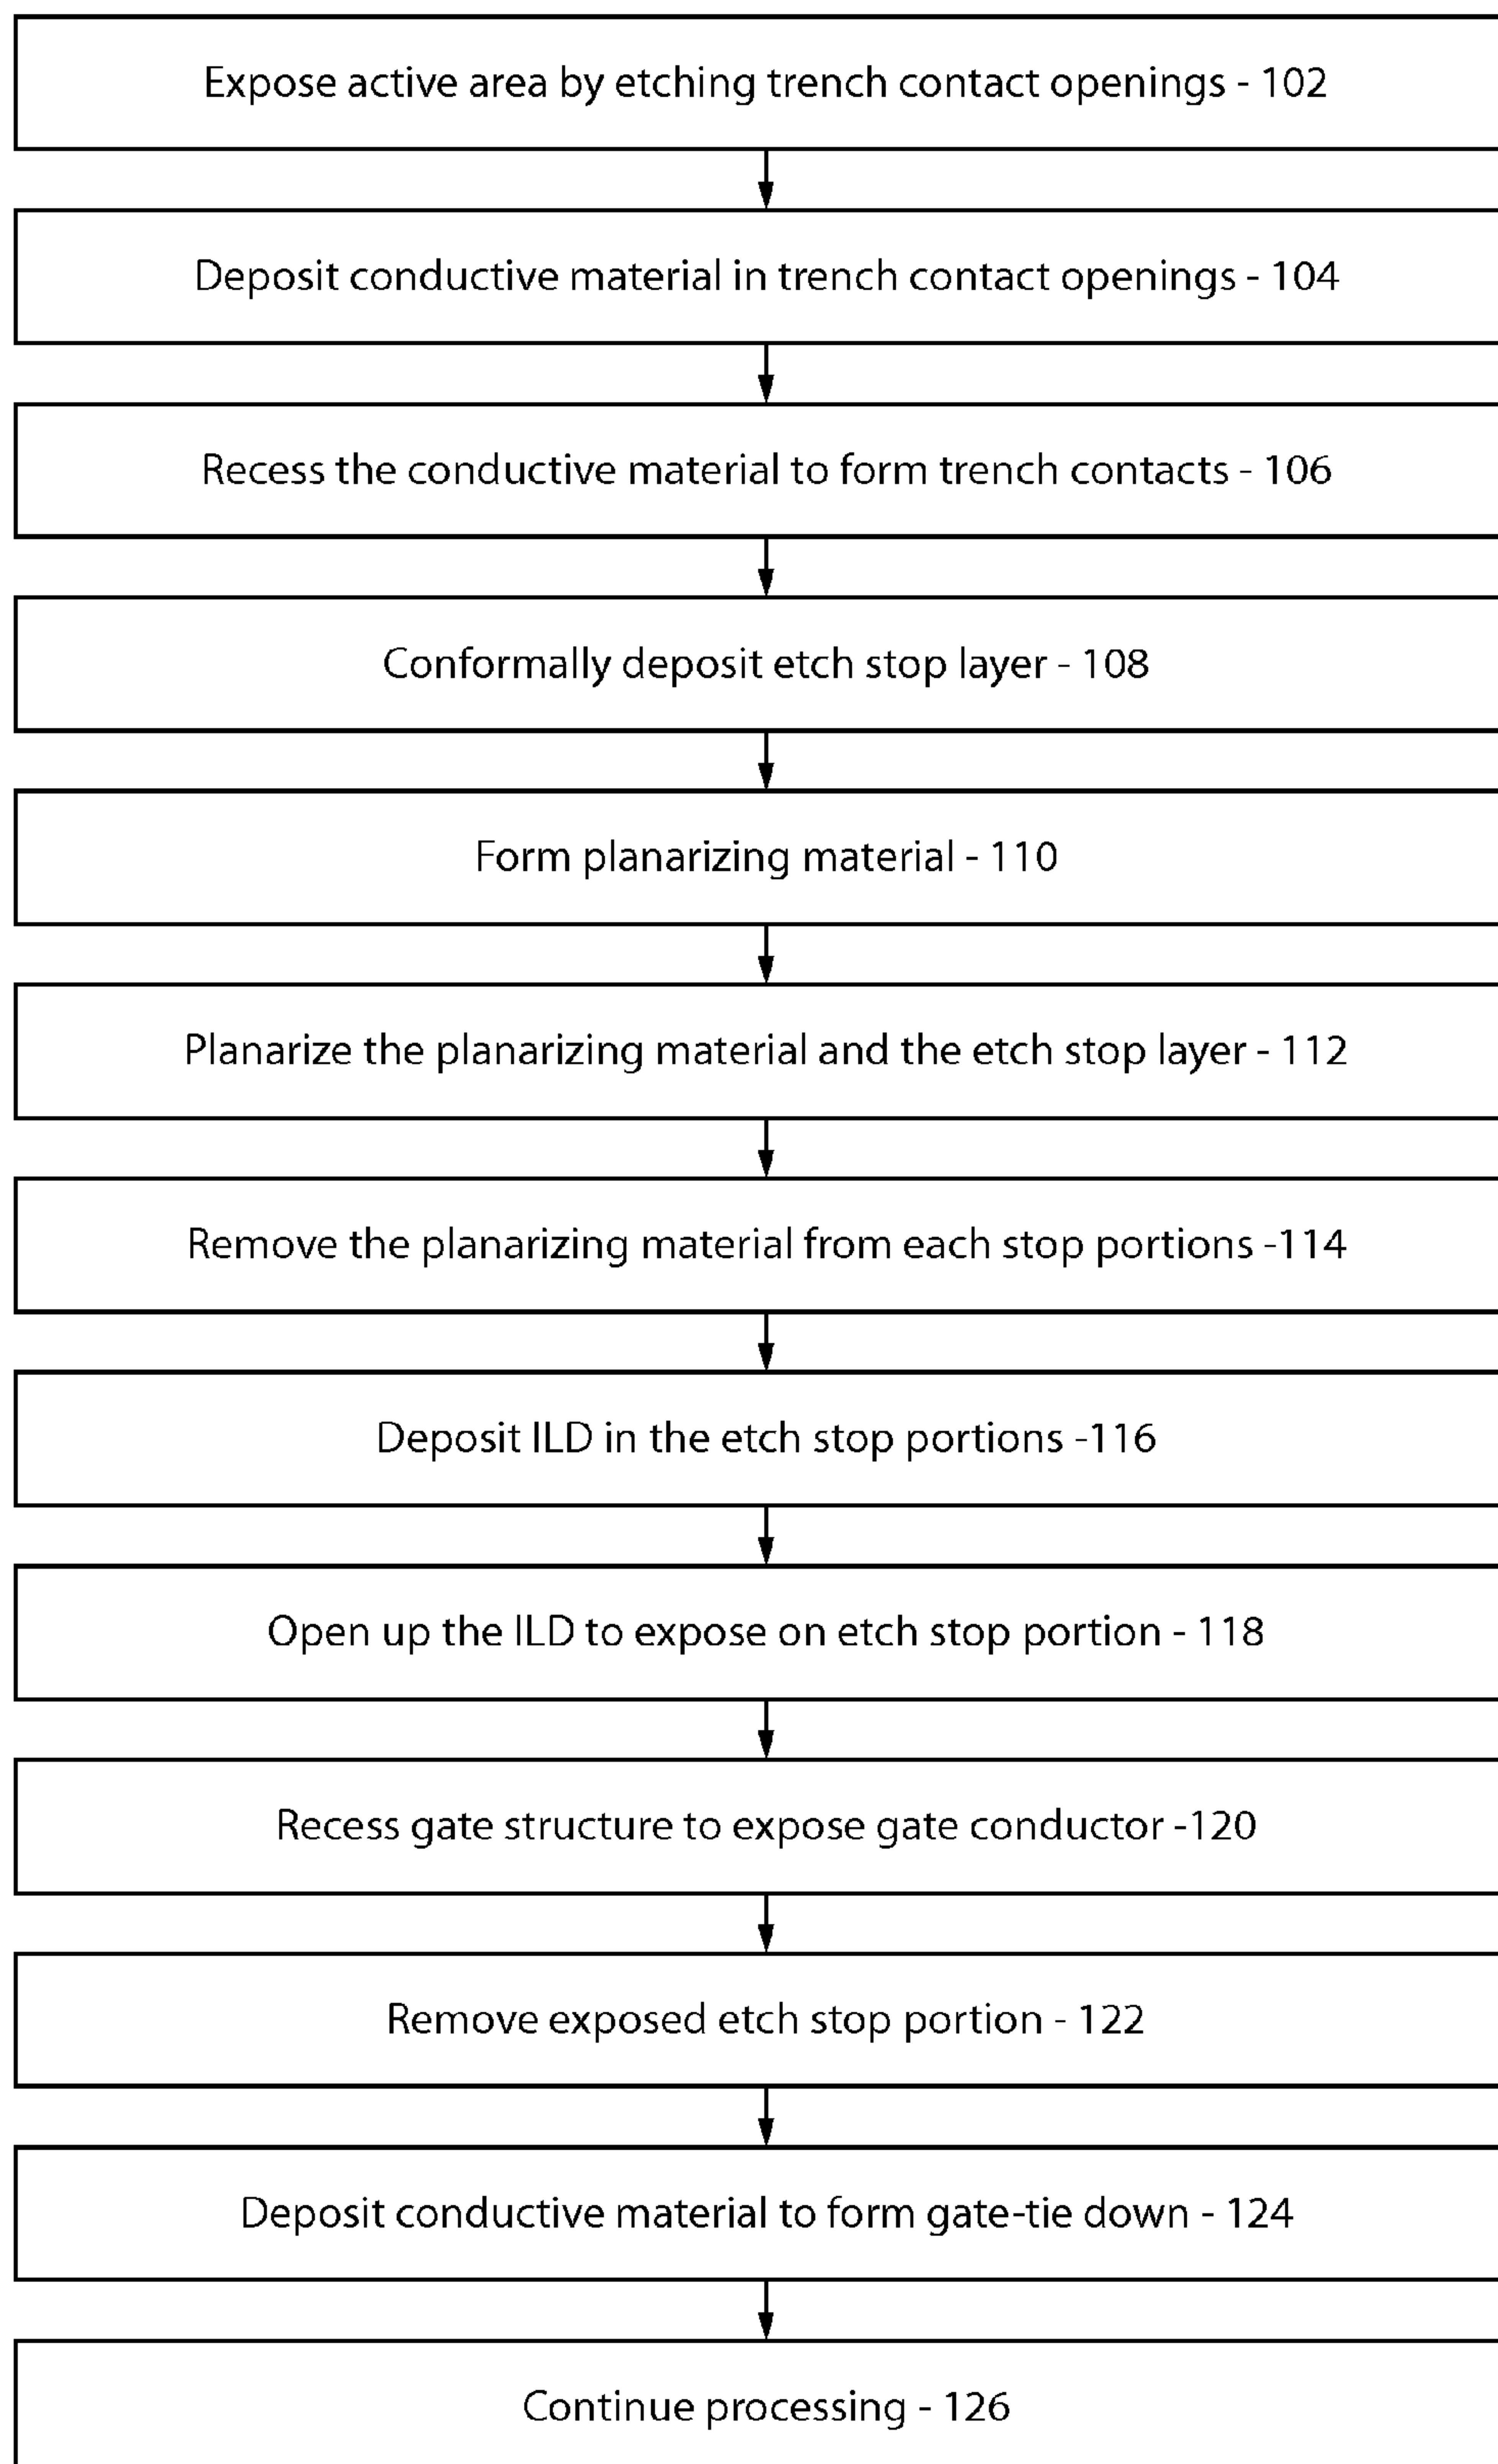 Expose active area by etching trench contact openings - 102
Deposit conductive material in trench contact openings - 104
Recess the conductive material to form trench contacts - 106
Conformally deposit etch stop layer - 108
Form planarizing material - 110
Planarize the planarizing material and the etch stop layer - 112
Remove the planarizing material from each stop portions -114
Deposit ILD in the etch stop portions -116
Open up the ILD to expose on etch stop portion - 118
Recess gate structure to expose gate conductor -120
Remove exposed etch stop portion - 122
Deposit conductive material to form gate-tie down - 124
Continue processing - 126